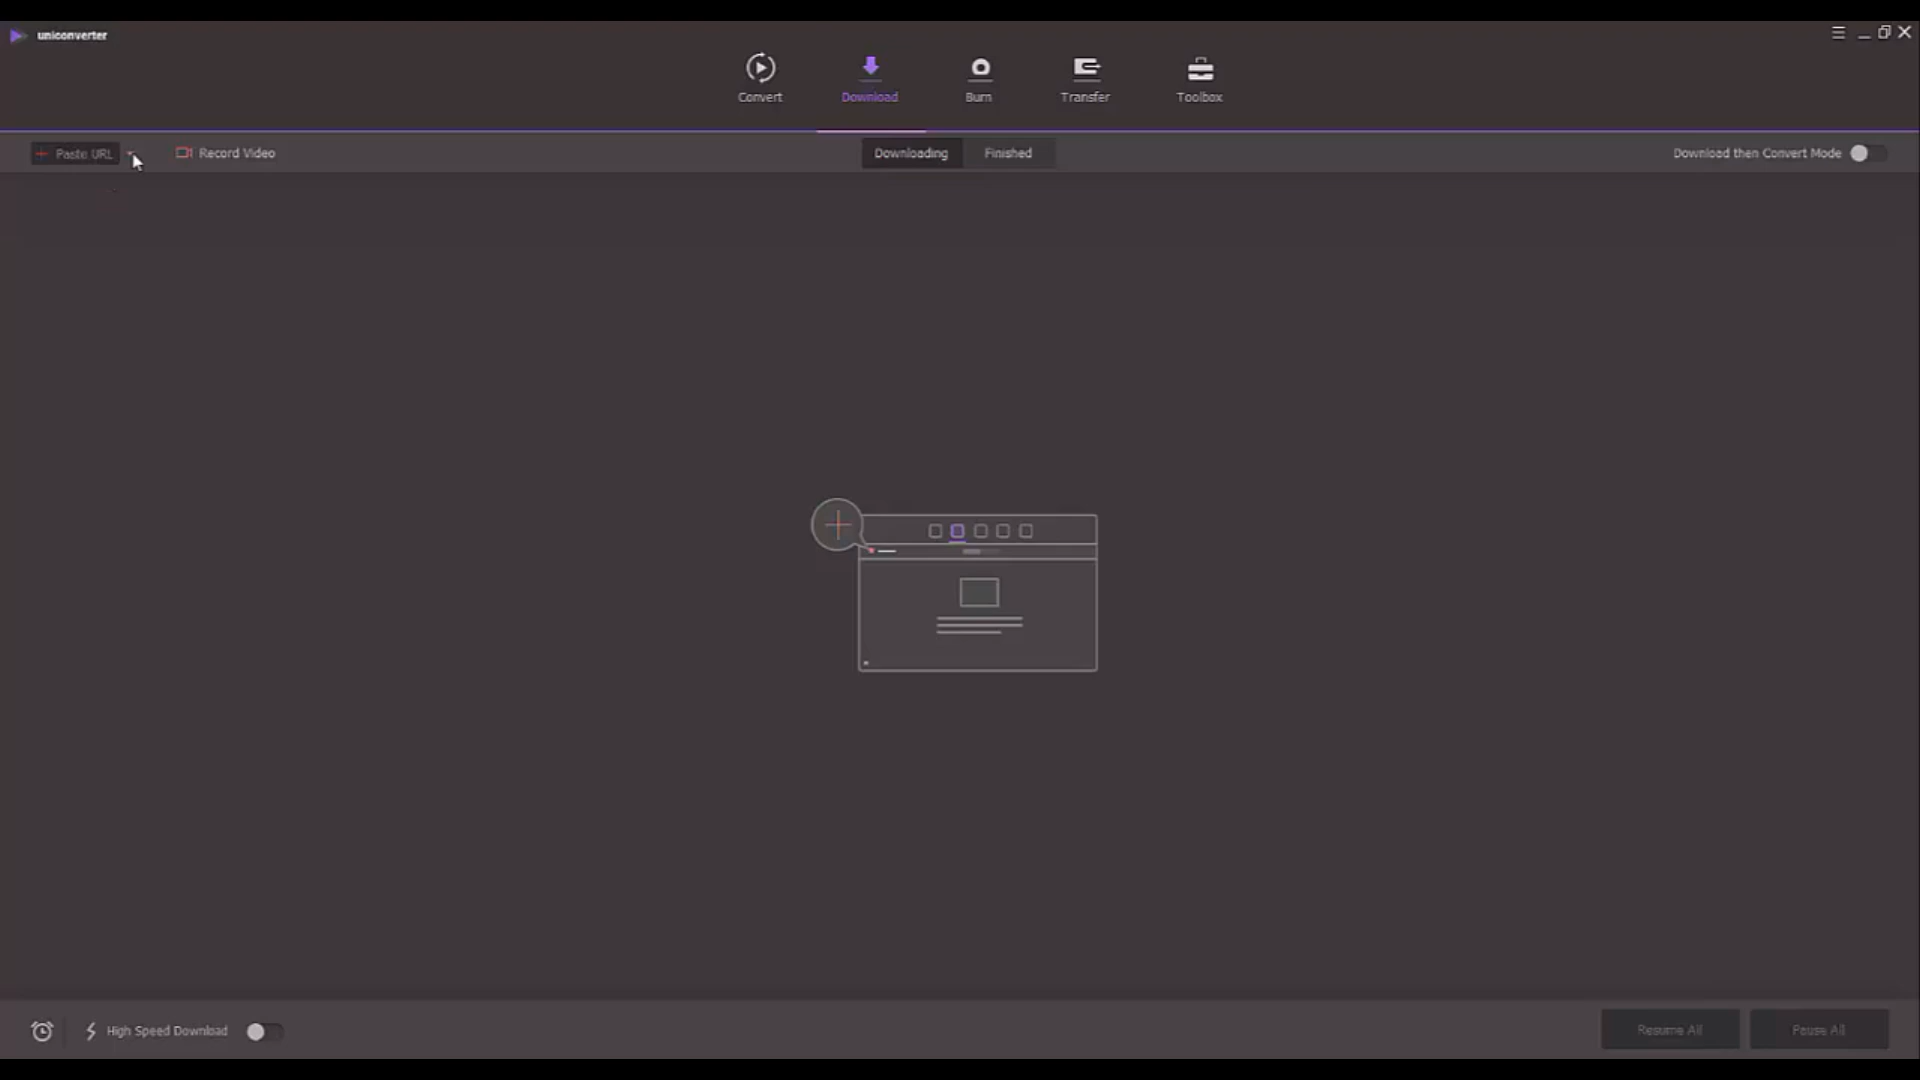 uniconverter
Convert
Download
Burn
Transfer
Toolbox
Paste URL
Record Video
Downloading
Finished
Download then Convert Mode
High Speed Download
Resume All
Pause All